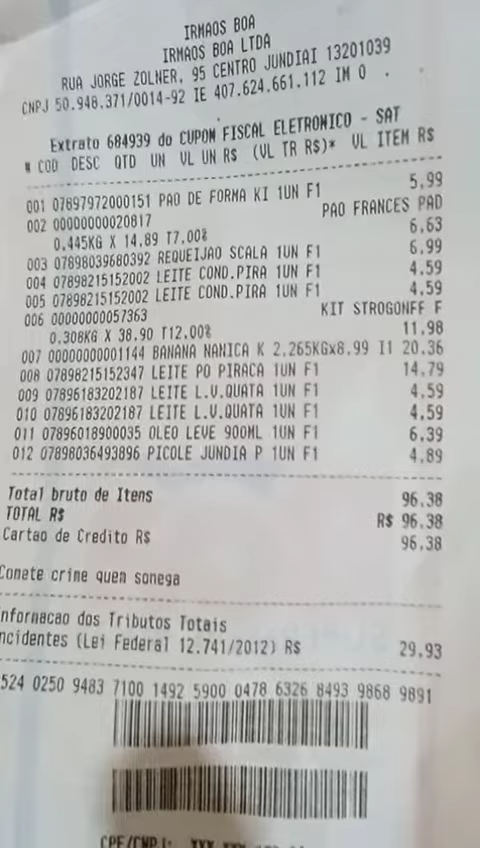 IRMAOS BOA
IRMAOS BOA LTDA
RUA JORGE ZOLNER, 95 CENTRO JUNDIAI 13201039
CNPJ 50.948.371/0014-92 IE 407.624.661.112 IM 0 .
Extrato 684939 do CUPOM FISCAL ELETRONICO - SAT
# COD DESC QTD UN VL UN R$ (VL TR R$)* VL ITEM R$
001 07897972000151 PAO DE FORMA KI 1UN F1 5,99
002 00000000020817 PAO FRANCES PAD
0.445KG X 14.89 T7,00% 6,63
003 07898039680392 REQUEIJAO SCALA 1UN F1 6,99
004 07898215152002 LEITE COND.PIRA 1UN F1 4,59
005 07898215152002 LEITE COND.PIRA 1UN F1 4,59
006 00000000057363 KIT STROGONFF F
0.308KG X 38.90 T12,00% 11,98
007 00000000001144 BANANA NANICA K 2.265KGx8.99 I1 20,36
008 07898215152347 LEITE PO PIRACA 1UN F1 14,79
009 07896183202187 LEITE L.V.QUATA 1UN F1 4,59
010 07896183202187 LEITE L.V.QUATA 1UN F1 4,59
011 07896018900035 OLEO LEVE 900ML 1UN F1 6,39
012 07898036493896 PICOLE JUNDIA P 1UN F1 4,89
Total bruto de Itens 96,38
TOTAL R$ R$ 96,38
Cartao de Credito R$ 96,38
Comete crime quem sonega
nformacao dos Tributos Totais
ncidentes (Lei Federal 12.741/2012) R$ 29,93
524 0250 9483 7100 1492 5900 0478 6326 8493 9868 9891
CPF/CNPJ: